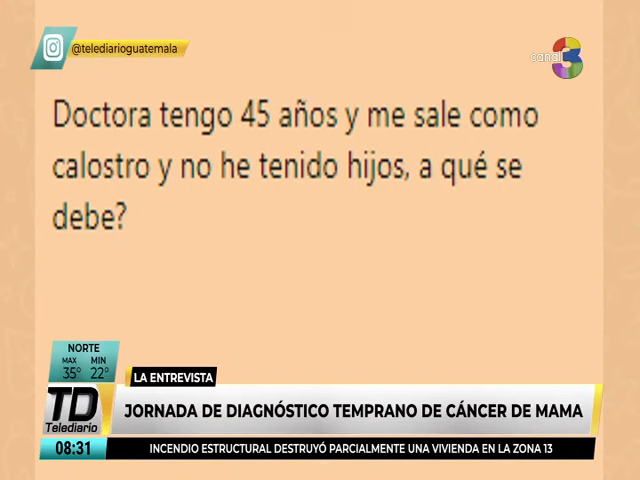 @telediarioguatemala
canal 3
Doctora tengo 45 años y me sale como
calostro y no he tenido hijos, a qué se
debe?
NORTE
MAX MIN
35° 22°
LA ENTREVISTA
TD
Telediario
JORNADA DE DIAGNÓSTICO TEMPRANO DE CÁNCER DE MAMA
08:31
INCENDIO ESTRUCTURAL DESTRUYÓ PARCIALMENTE UNA VIVIENDA EN LA ZONA 13